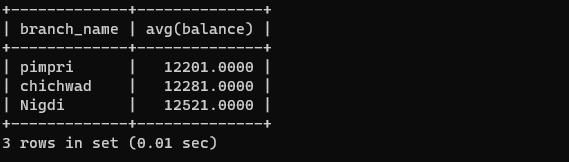 +-------------+--------------+
| branch_name | avg(balance) |
+-------------+--------------+
| pimpri      |   12201.0000 |
| chichwad    |   12281.0000 |
| Nigdi       |   12521.0000 |
+-------------+--------------+
3 rows in set (0.01 sec)